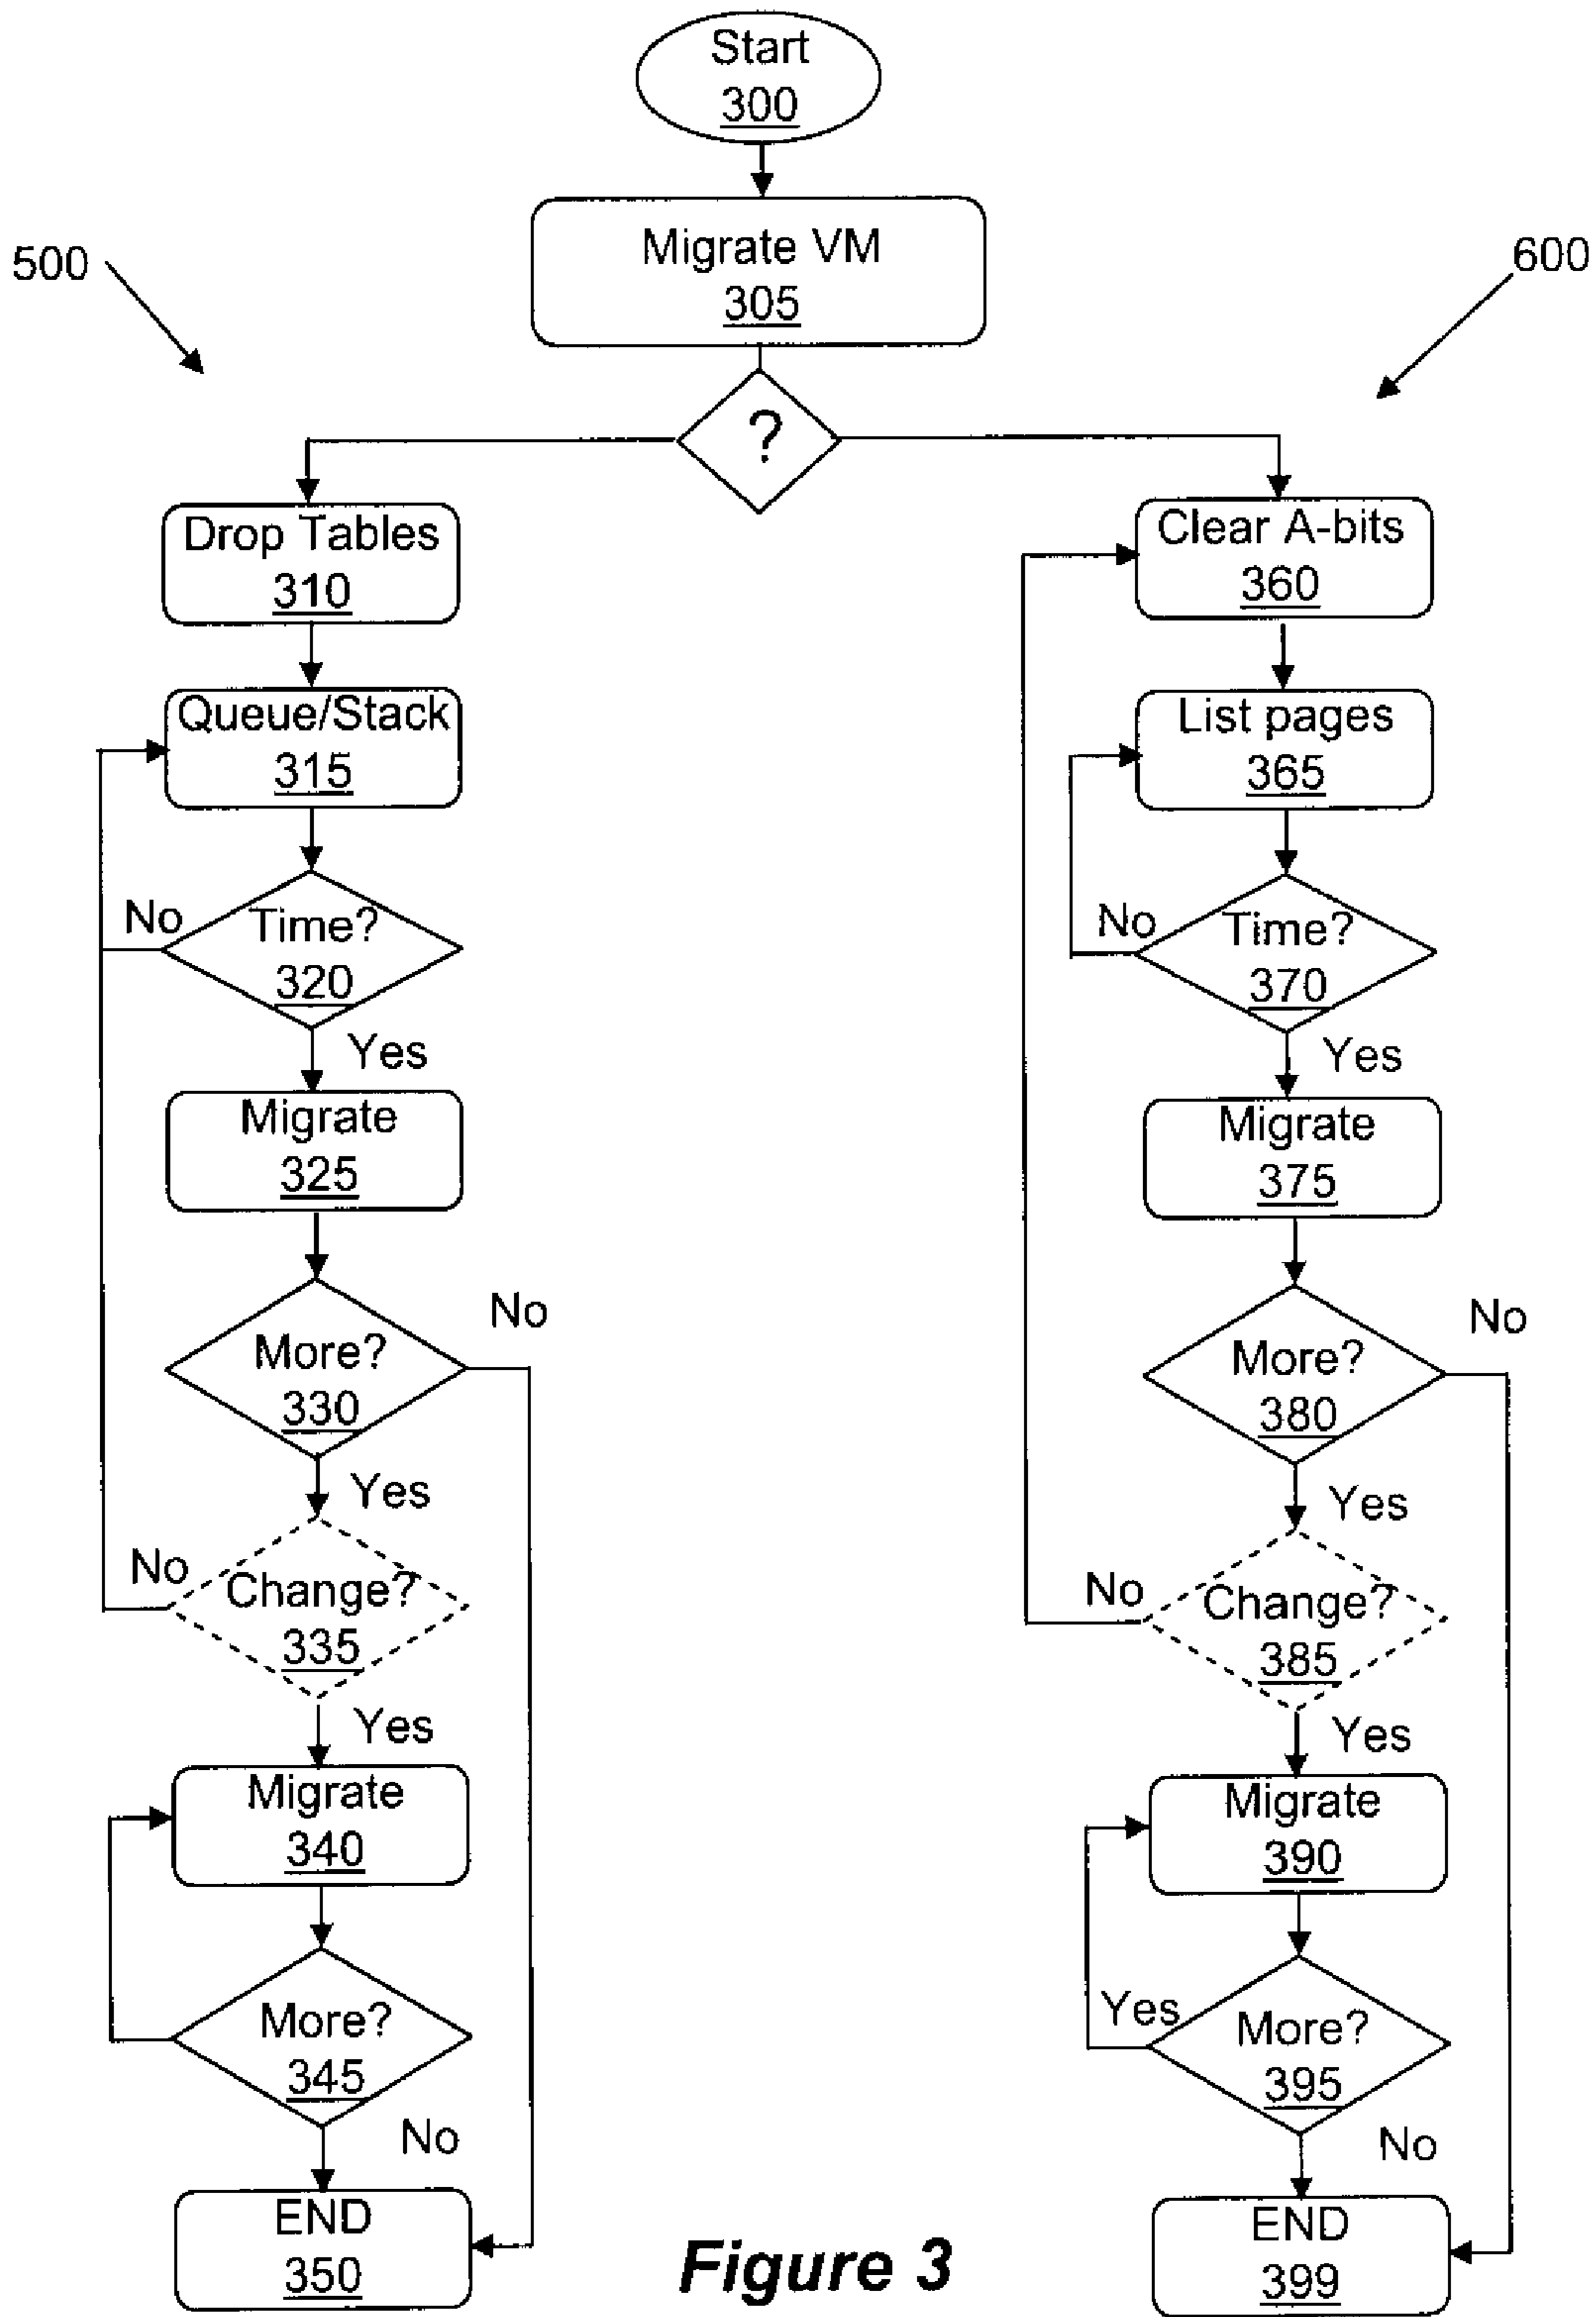 Start
300
Migrate VM
305
500
600
?
Drop Tables
310
Queue/Stack
315
No
Time?
320
Yes
Migrate
325
No
More?
330
Yes
No
Change?
335
Yes
Migrate
340
More?
345
No
END
350
Clear A-bits
360
List pages
365
No
Time?
370
Yes
Migrate
375
No
More?
380
Yes
No
Change?
385
Yes
Migrate
390
Yes
More?
395
No
END
399
Figure 3